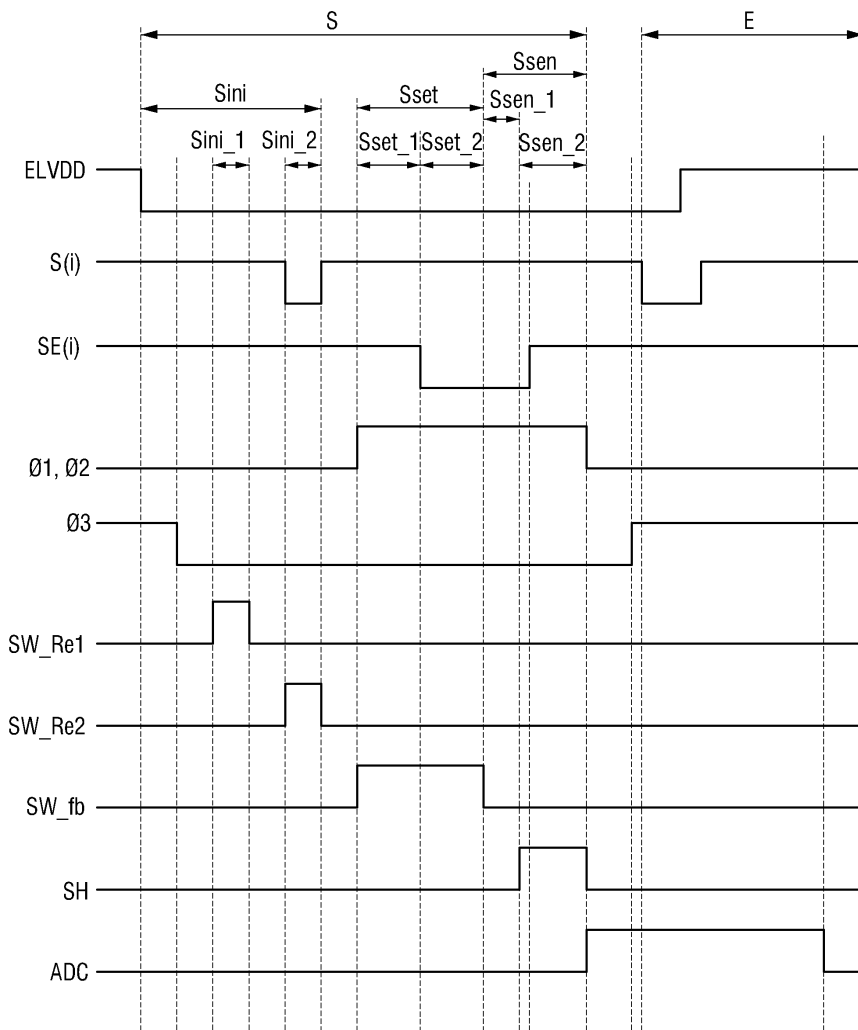 S E
Ssen
Sini Sset Ssen_1
Sini_1 Sini_2 Sset_1 Sset_2 Ssen_2
ELVDD
S(i)
SE(i)
Ø1, Ø2
Ø3
SW_Re1
SW_Re2
SW_fb
SH
ADC